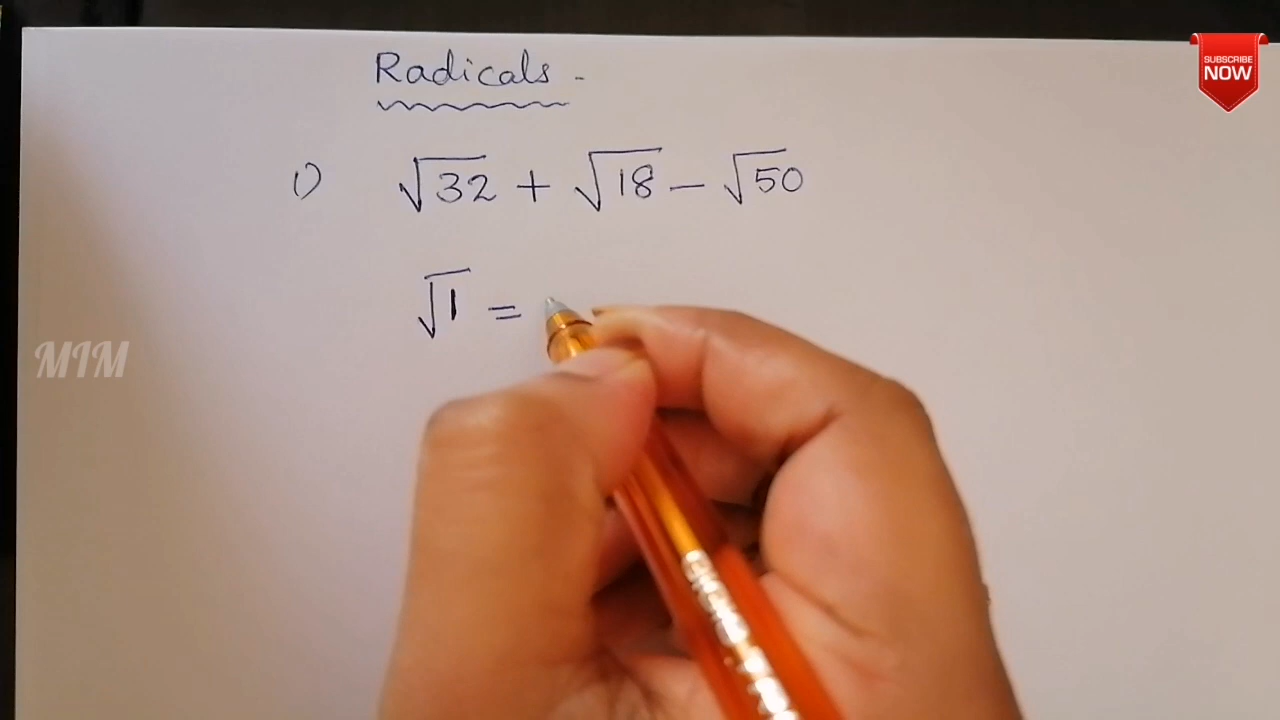 Radicals -
1) √32 + √18 - √50
√1 =
MIM
SUBSCRIBE
NOW